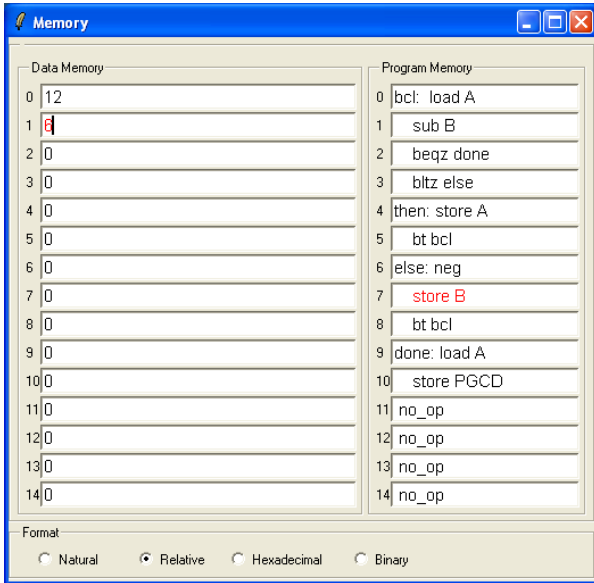 Memory
Data Memory
0 12
1 6
2 0
3 0
4 0
5 0
6 0
7 0
8 0
9 0
10 0
11 0
12 0
13 0
14 0
Program Memory
0 bcl: load A
1 sub B
2 beqz done
3 bltz else
4 then: store A
5 bt bcl
6 else: neg
7 store B
8 bt bcl
9 done: load A
10 store PGCD
11 no_op
12 no_op
13 no_op
14 no_op
Format
Natural Relative Hexadecimal Binary